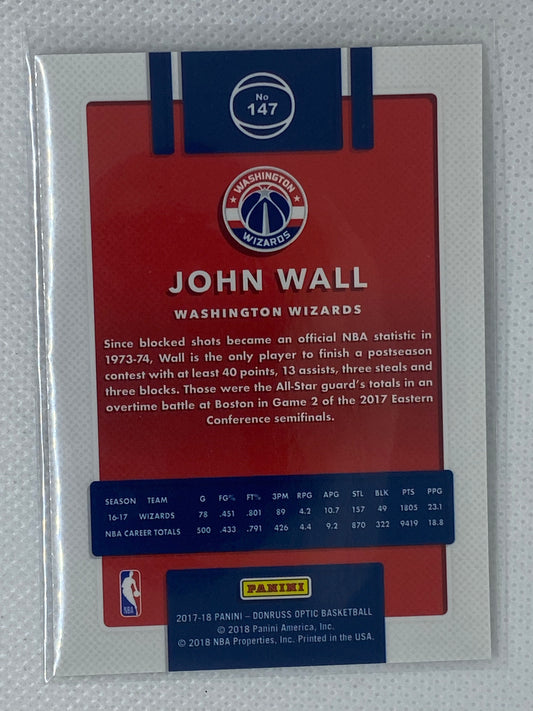 No
147
WASHINGTON
WIZARDS
JOHN WALL
WASHINGTON WIZARDS
Since blocked shots became an official NBA statistic in
1973-74, Wall is the only player to finish a postseason
contest with at least 40 points, 13 assists, three steals and
three blocks. Those were the All-Star guard's totals in an
overtime battle at Boston in Game 2 of the 2017 Eastern
Conference semifinals.
SEASON TEAM G FG% FT% 3PM RPG APG STL BLK PTS PPG
16-17 WIZARDS 78 .451 .801 89 4.2 10.7 157 49 1805 23.1
NBA CAREER TOTALS 500 .433 .791 426 4.4 9.2 870 322 9419 18.8
NBA
PANINI
2017-18 PANINI – DONRUSS OPTIC BASKETBALL
© 2018 Panini America, Inc.
© 2018 NBA Properties, Inc. Printed in the USA.